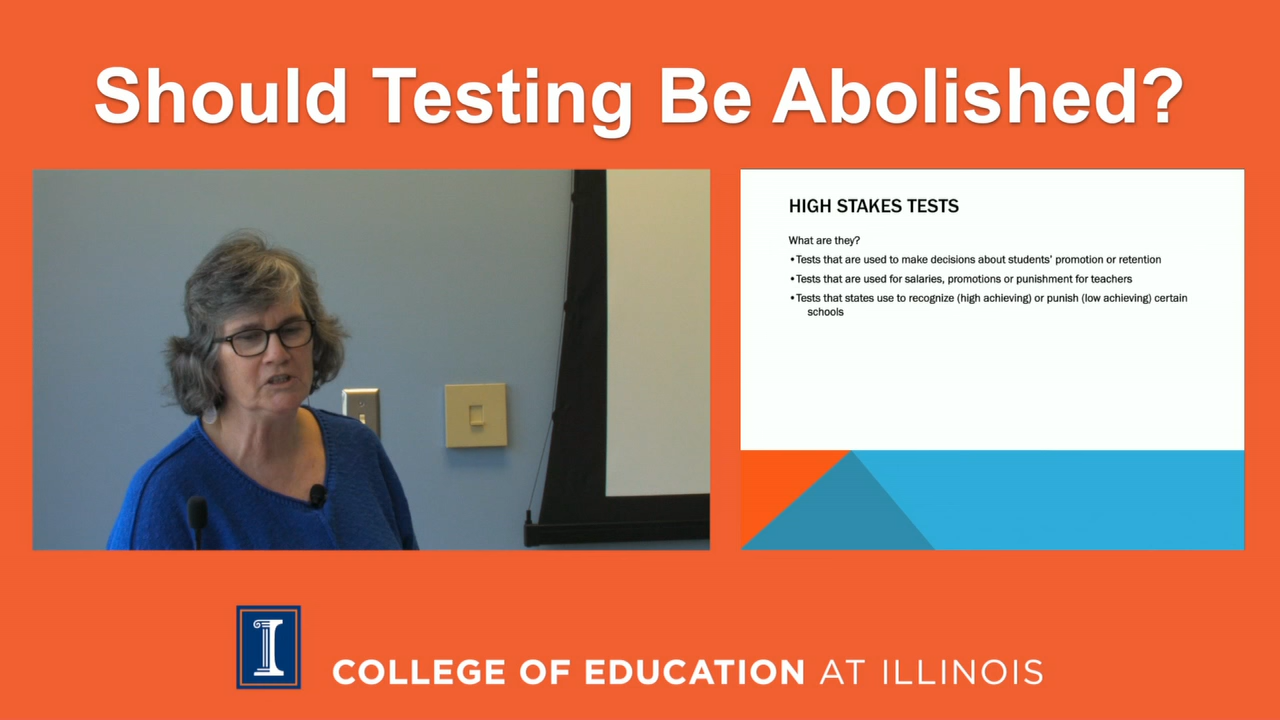 Should Testing Be Abolished?
HIGH STAKES TESTS
What are they?
•Tests that are used to make decisions about students' promotion or retention
•Tests that are used for salaries, promotions or punishment for teachers
•Tests that states use to recognize (high achieving) or punish (low achieving) certain
schools
I
COLLEGE OF EDUCATION AT ILLINOIS